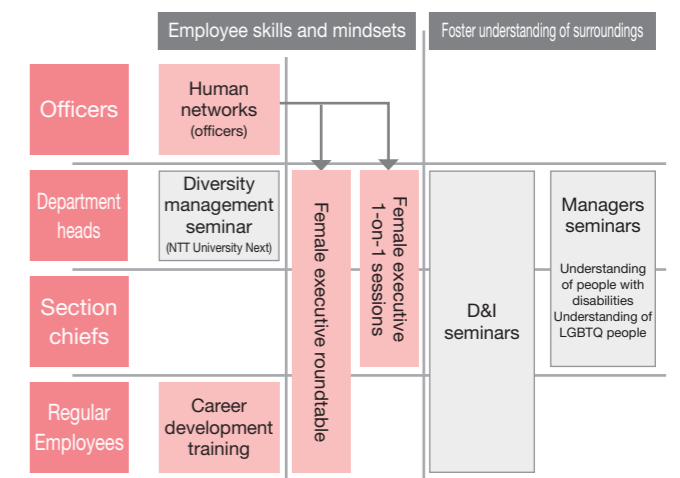 Employee skills and mindsets
Foster understanding of surroundings
Officers
Human
networks
(officers)
Department
heads
Diversity
management
seminar
(NTT University Next)
Female executive roundtable
Female executive
1-on-1 sessions
D&I
seminars
Managers
seminars
Understanding
of people with
disabilities
Understanding of
LGBTQ people
Section
chiefs
Regular
Employees
Career
development
training